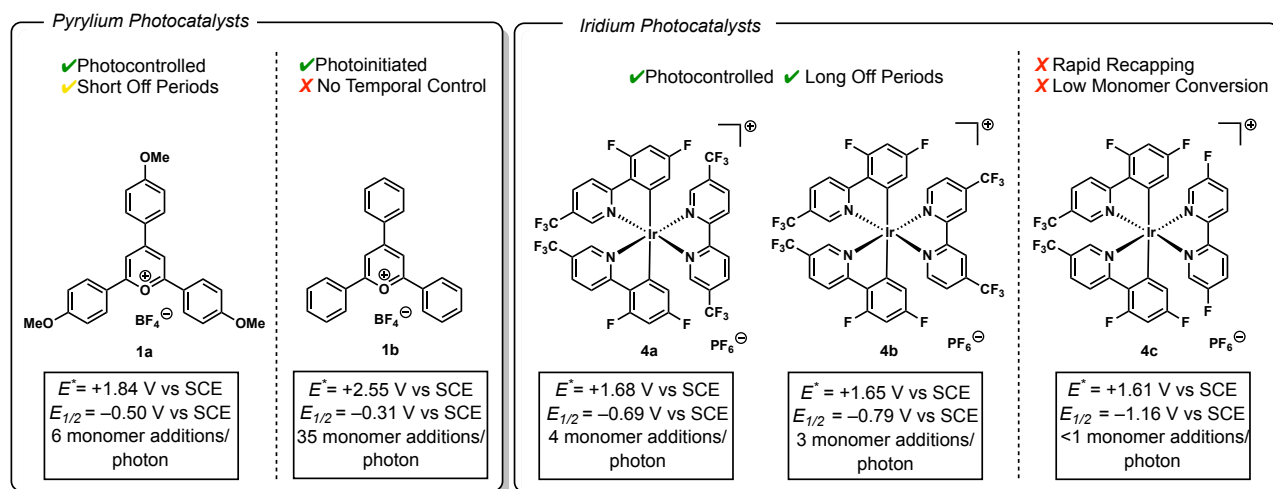 Pyrylium Photocatalysts
✔Photocontrolled
✔Short Off Periods
✔Photoinitiated
✗ No Temporal Control
OMe
MeO
O
⊕
OMe
BF4⊖
1a
O
⊕
BF4⊖
1b
E*= +1.84 V vs SCE
E1/2 = –0.50 V vs SCE
6 monomer additions/
photon
E*= +2.55 V vs SCE
E1/2 = –0.31 V vs SCE
35 monomer additions/
photon
Iridium Photocatalysts
✔Photocontrolled
✔ Long Off Periods
✗ Rapid Recapping
✗ Low Monomer Conversion
⊕
F
F
CF3
F3C
N
N
Ir
F3C
N
N
CF3
F
F
PF6⊖
4a
⊕
F
F
CF3
F3C
N
N
Ir
F3C
N
N
CF3
F
F
PF6⊖
4b
⊕
F
F
F
F3C
N
N
Ir
F3C
N
N
F
F
F
PF6⊖
4c
E*= +1.68 V vs SCE
E1/2 = –0.69 V vs SCE
4 monomer additions/
photon
E*= +1.65 V vs SCE
E1/2 = –0.79 V vs SCE
3 monomer additions/
photon
E*= +1.61 V vs SCE
E1/2 = –1.16 V vs SCE
<1 monomer additions/
photon